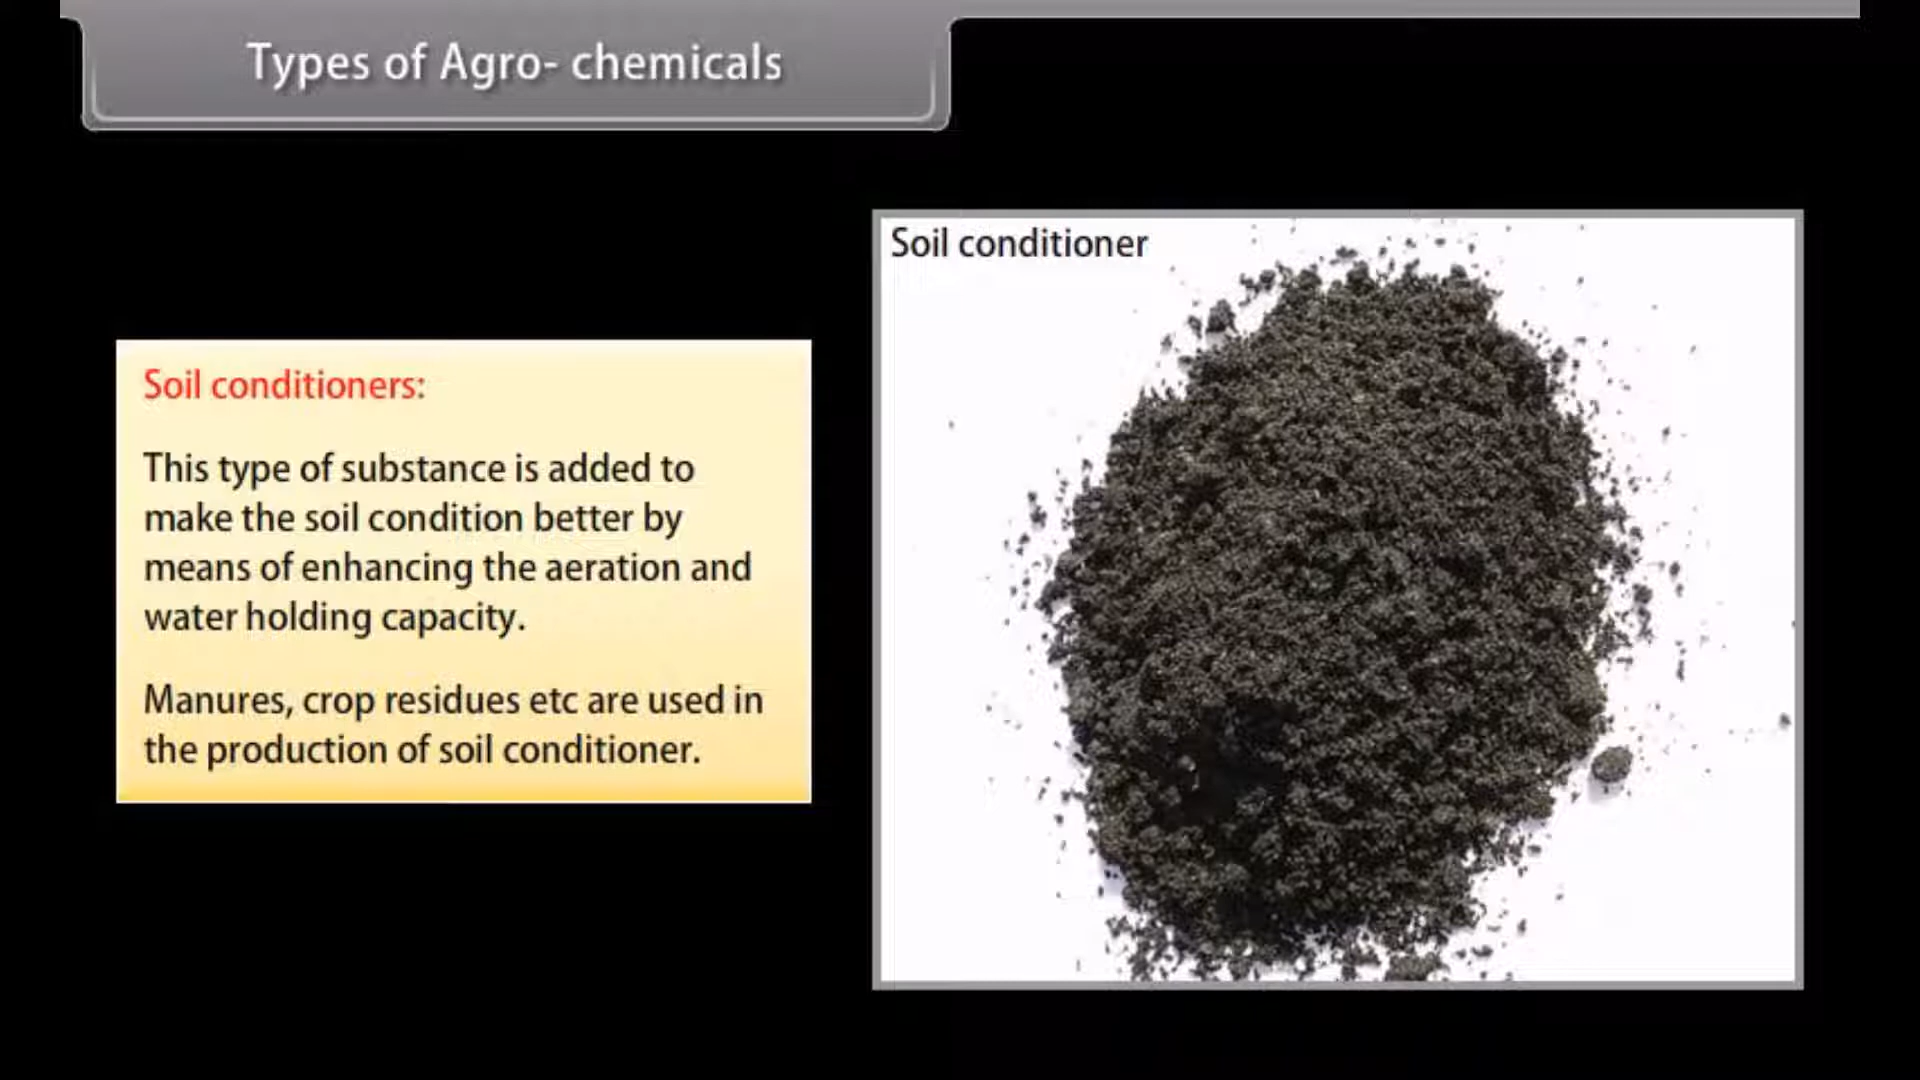 Types of Agro- chemicals
Soil conditioner
Soil conditioners:
This type of substance is added to
make the soil condition better by
means of enhancing the aeration and
water holding capacity.
Manures, crop residues etc are used in
the production of soil conditioner.